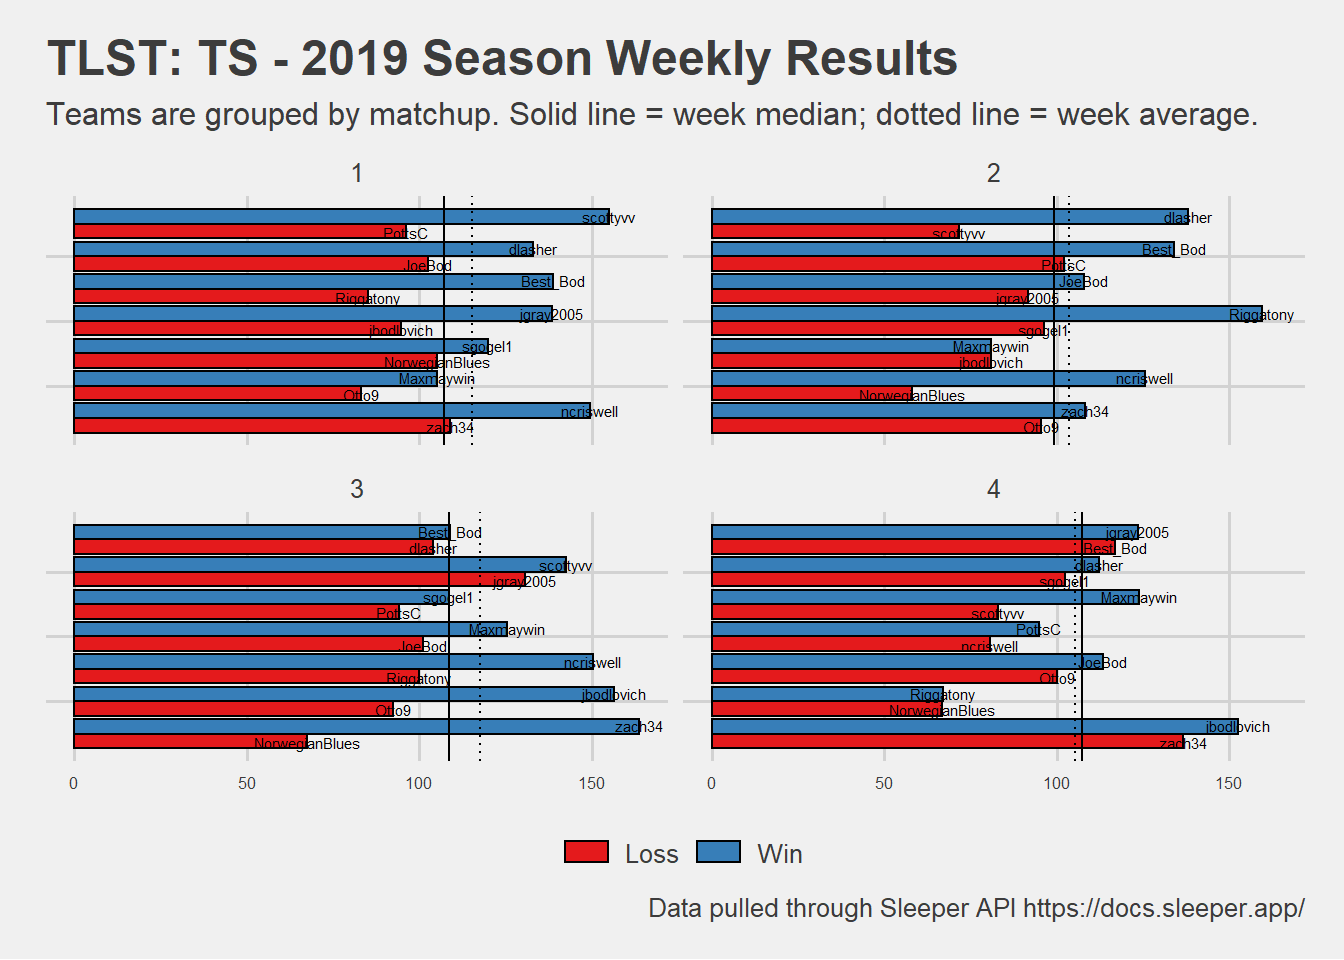 TLST: TS - 2019 Season Weekly Results
Teams are grouped by matchup. Solid line = week median; dotted line = week average.
1
scottyvv
PottsC
dlasher
JoeBod
Best_Bod
Riggatony
jgray2005
jbodlovich
sgogel1
NorwegianBlues
Maxmaywin
Otto9
ncriswell
zach34
2
dlasher
scottyvv
Best_Bod
PottsC
JoeBod
jgray2005
Riggatony
sgogel1
Maxmaywin
jbodlovich
ncriswell
NorwegianBlues
zach34
Otto9
3
Best_Bod
dlasher
scottyvv
jgray2005
sgogel1
PottsC
Maxmaywin
JoeBod
ncriswell
Riggatony
jbodlovich
Otto9
zach34
NorwegianBlues
0 50 100 150
4
jgray2005
Best_Bod
dlasher
sgogel1
Maxmaywin
scottyvv
PottsC
ncriswell
JoeBod
Otto9
Riggatony
NorwegianBlues
jbodlovich
zach34
0 50 100 150
Loss Win
Data pulled through Sleeper API https://docs.sleeper.app/